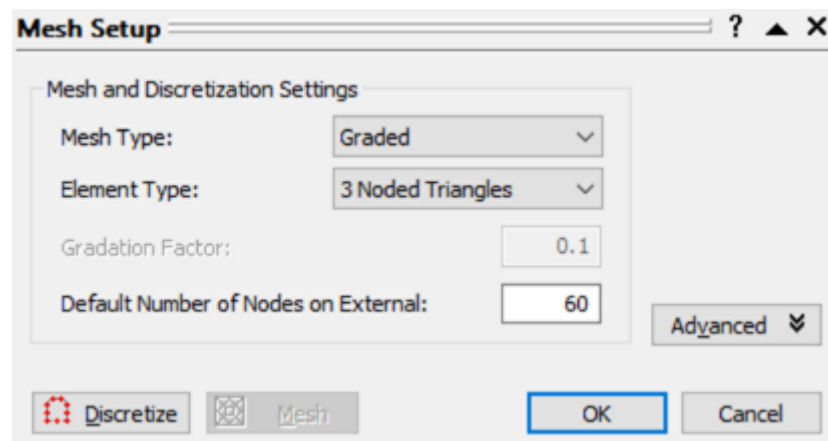 Mesh Setup ?
Mesh and Discretization Settings
Mesh Type: Graded
Element Type: 3 Noded Triangles
Gradation Factor: 0.1
Default Number of Nodes on External: 60
Advanced
Discretize Mesh OK Cancel